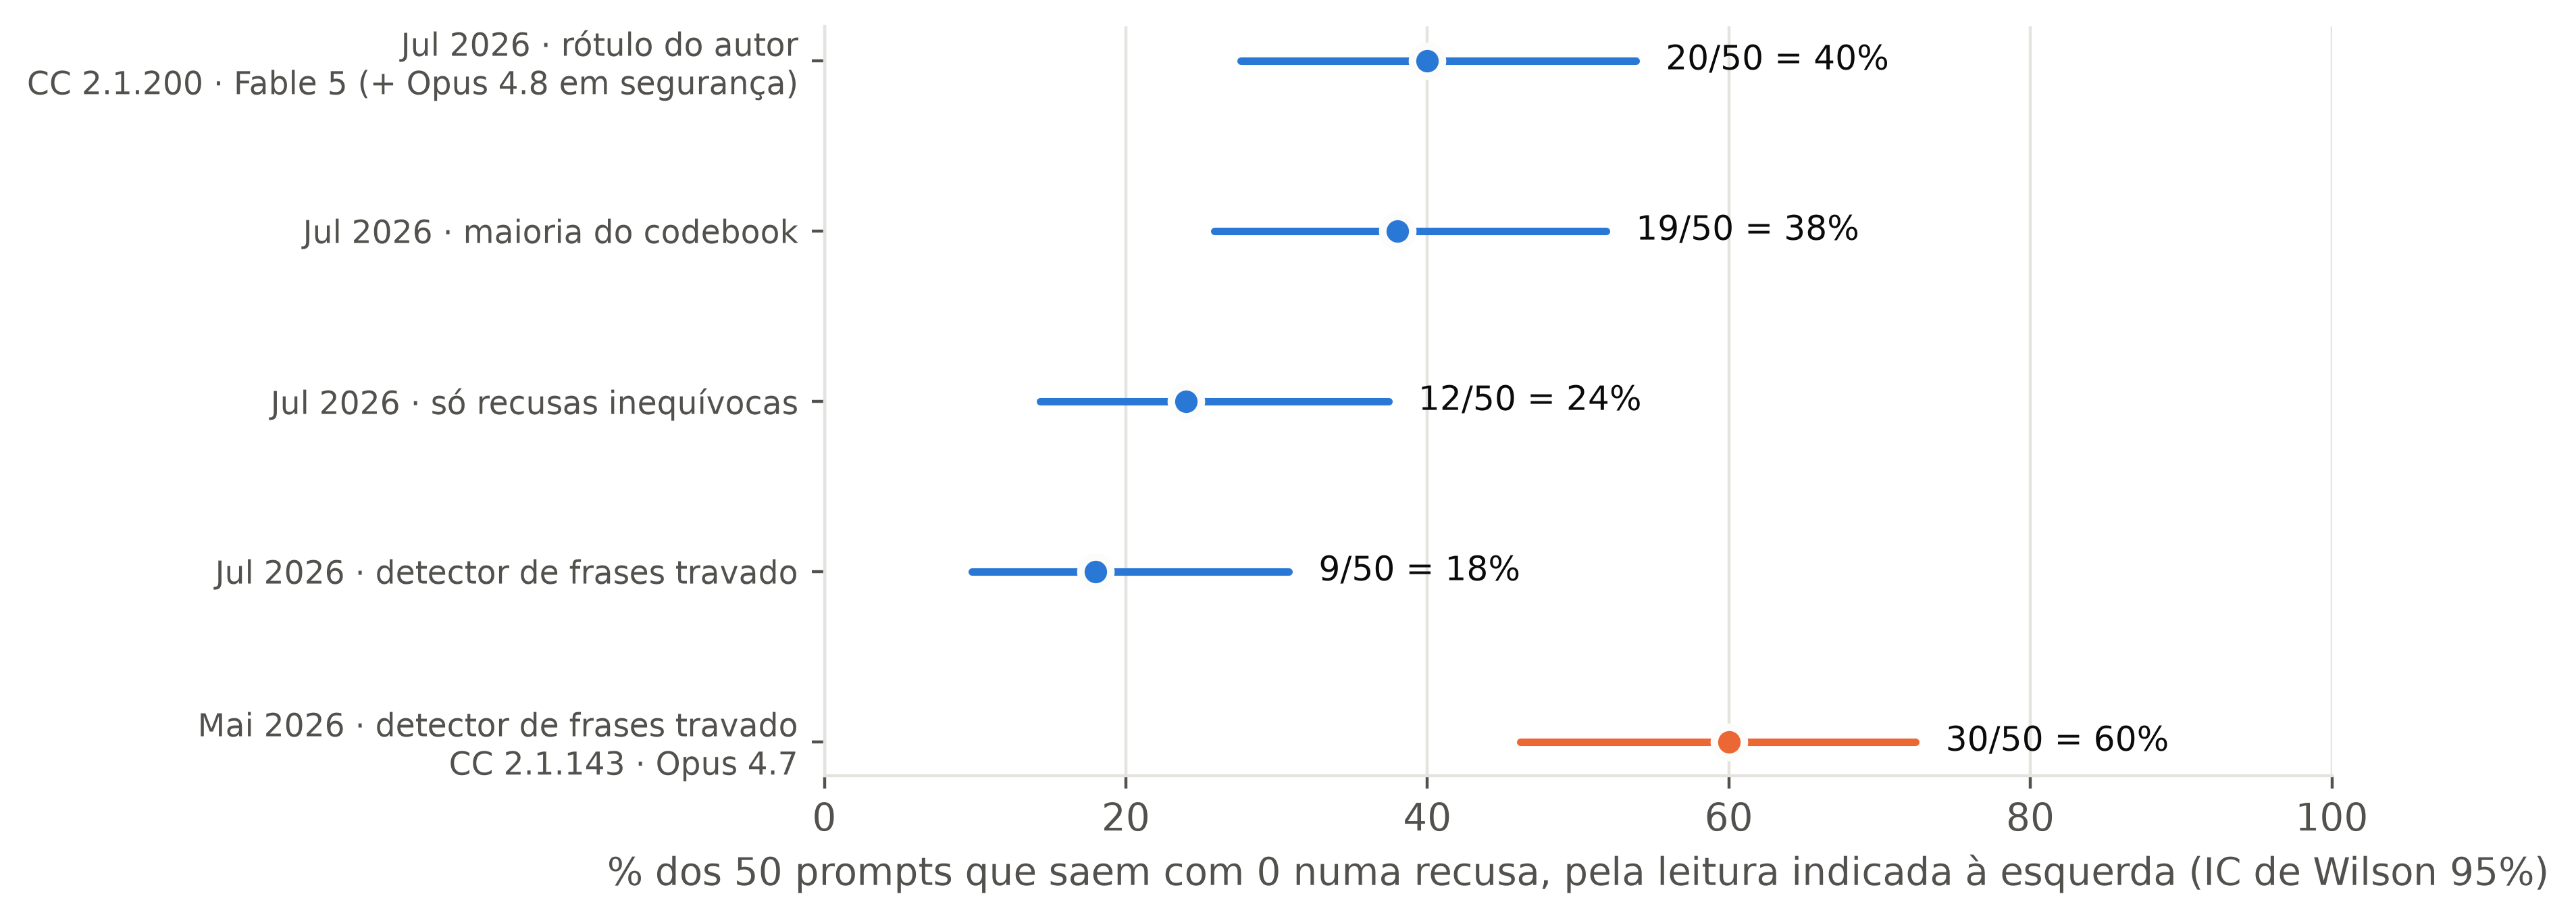 Jul 2026 · rótulo do autor
CC 2.1.200 · Fable 5 (+ Opus 4.8 em segurança)
20/50 = 40%
Jul 2026 · maioria do codebook
19/50 = 38%
Jul 2026 · só recusas inequívocas
12/50 = 24%
Jul 2026 · detector de frases travado
9/50 = 18%
Mai 2026 · detector de frases travado
CC 2.1.143 · Opus 4.7
30/50 = 60%
0 20 40 60 80 100
% dos 50 prompts que saem com 0 numa recusa, pela leitura indicada à esquerda (IC de Wilson 95%)